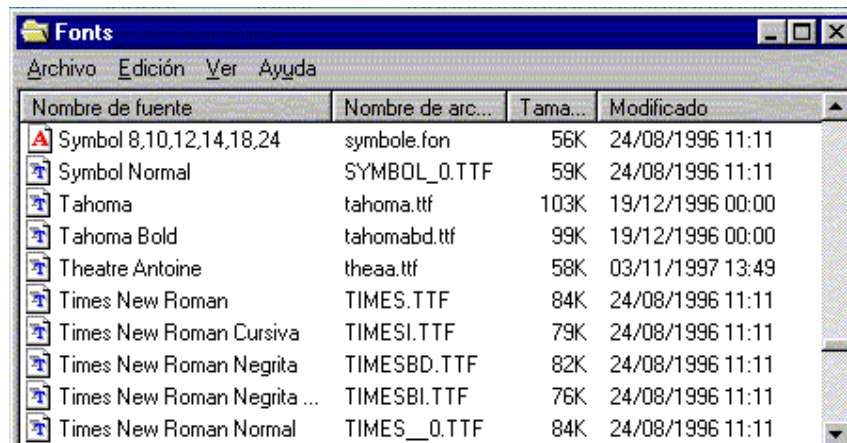 Fonts
Archivo Edición Ver Ayuda
Nombre de fuente Nombre de arc... Tama... Modificado
Symbol 8,10,12,14,18,24 symbole.fon 56K 24/08/1996 11:11
Symbol Normal SYMBOL_0.TTF 59K 24/08/1996 11:11
Tahoma tahoma.ttf 103K 19/12/1996 00:00
Tahoma Bold tahomabd.ttf 99K 19/12/1996 00:00
Theatre Antoine theaa.ttf 58K 03/11/1997 13:49
Times New Roman TIMES.TTF 84K 24/08/1996 11:11
Times New Roman Cursiva TIMESI.TTF 79K 24/08/1996 11:11
Times New Roman Negrita TIMESBD.TTF 82K 24/08/1996 11:11
Times New Roman Negrita ... TIMESBI.TTF 76K 24/08/1996 11:11
Times New Roman Normal TIMES__0.TTF 84K 24/08/1996 11:11